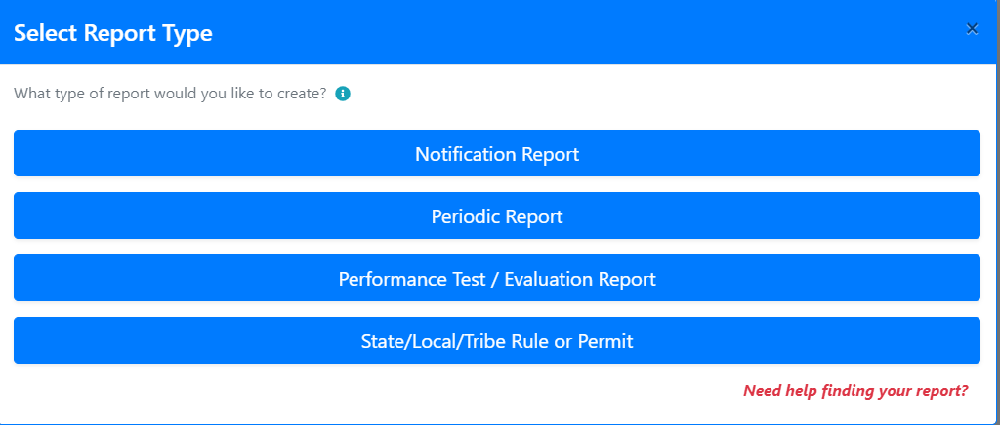 Select Report Type
×
What type of report would you like to create?
Notification Report
Periodic Report
Performance Test / Evaluation Report
State/Local/Tribe Rule or Permit
Need help finding your report?